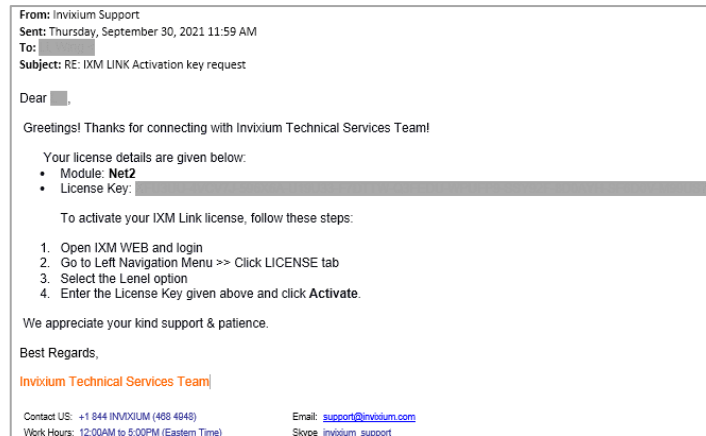 From: Invixium Support
Sent: Thursday, September 30, 2021 11:59 AM
To:
Subject: RE: IXM LINK Activation key request
Dear ,
Greetings! Thanks for connecting with Invixium Technical Services Team!
Your license details are given below:
• Module: Net2
• License Key:
To activate your IXM Link license, follow these steps:
1. Open IXM WEB and login
2. Go to Left Navigation Menu >> Click LICENSE tab
3. Select the Lenel option
4. Enter the License Key given above and click Activate.
We appreciate your kind support & patience.
Best Regards,
Invixium Technical Services Team
Contact US: +1 844 INVIXIUM (468 4948) Email: support@invixium.com
Work Hours: 12:00AM to 5:00PM (Eastern Time) Skype invixium_support